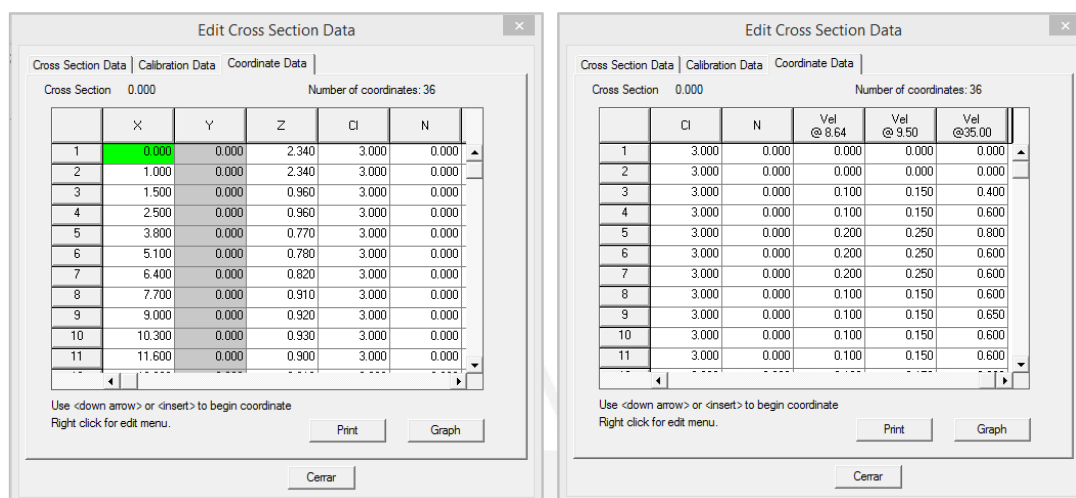 Edit Cross Section Data
Cross Section Data Calibration Data Coordinate Data
Cross Section 0.000 Number of coordinates: 36
X Y Z CI N
1 0.000 0.000 2.340 3.000 0.000
2 1.000 0.000 2.340 3.000 0.000
3 1.500 0.000 0.960 3.000 0.000
4 2.500 0.000 0.960 3.000 0.000
5 3.800 0.000 0.770 3.000 0.000
6 5.100 0.000 0.780 3.000 0.000
7 6.400 0.000 0.820 3.000 0.000
8 7.700 0.000 0.910 3.000 0.000
9 9.000 0.000 0.920 3.000 0.000
10 10.300 0.000 0.930 3.000 0.000
11 11.600 0.000 0.900 3.000 0.000
Use <down arrow> or <insert> to begin coordinate
Right click for edit menu.
Print Graph
Cerrar
Edit Cross Section Data
Cross Section Data Calibration Data Coordinate Data
Cross Section 0.000 Number of coordinates: 36
CI N Vel @ 8.64 Vel @ 9.50 Vel @35.00
1 3.000 0.000 0.000 0.000 0.000
2 3.000 0.000 0.000 0.000 0.000
3 3.000 0.000 0.100 0.150 0.400
4 3.000 0.000 0.100 0.150 0.600
5 3.000 0.000 0.200 0.250 0.800
6 3.000 0.000 0.200 0.250 0.600
7 3.000 0.000 0.200 0.250 0.600
8 3.000 0.000 0.100 0.150 0.600
9 3.000 0.000 0.100 0.150 0.650
10 3.000 0.000 0.100 0.150 0.600
11 3.000 0.000 0.100 0.150 0.600
Use <down arrow> or <insert> to begin coordinate
Right click for edit menu.
Print Graph
Cerrar